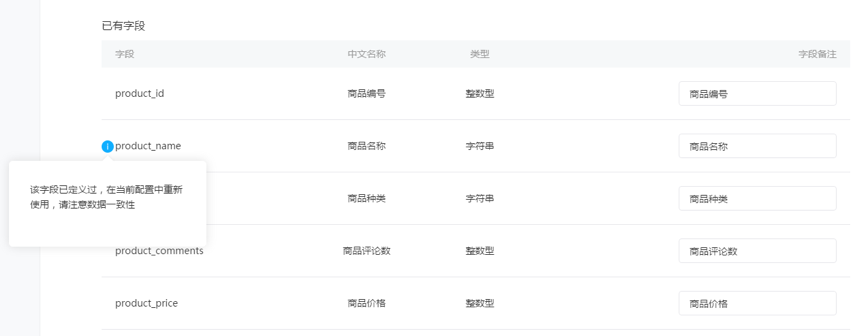 已有字段
字段 中文名称 类型 字段备注
product_id 商品编号 整数型 商品编号
product_name 商品名称 字符串 商品名称
该字段已定义过，在当前配置中重新
使用，请注意数据一致性
商品种类 字符串 商品种类
product_comments 商品评论数 整数型 商品评论数
product_price 商品价格 整数型 商品价格